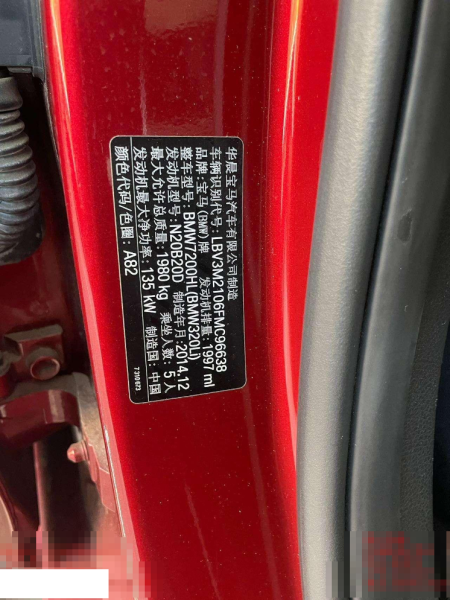 华晨宝马汽车有限公司制造
车辆识别代号: LBV3M2106FMC96638
品牌: 宝马(BMW)牌 发动机排量: 1997 ml
整车型号: BMW7200HL(BMW320Li)
发动机型号: N20B20D 制造年月: 2014.12
最大允许总质量: 1980 kg 乘坐人数: 5 人
发动机最大净功率: 135 kW 制造国: 中国
颜色代码/色圈: A82